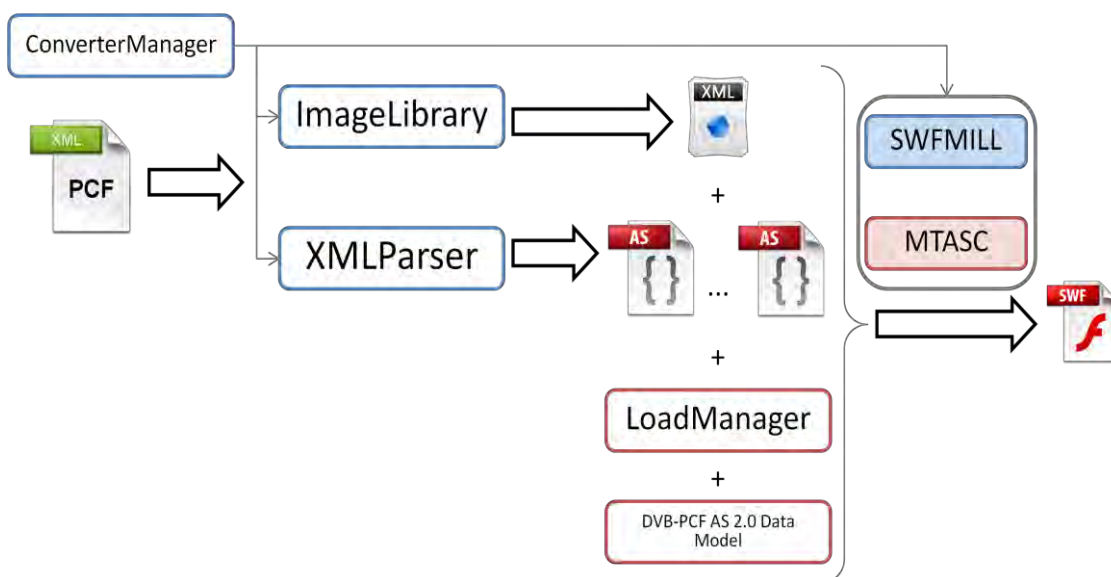 ConverterManager
ImageLibrary
XML
XML
PCF
+
SWFMILL
XMLParser
AS
{}
...
AS
{}
MTASC
SWF
+
LoadManager
+
DVB-PCF AS 2.0 Data
Model